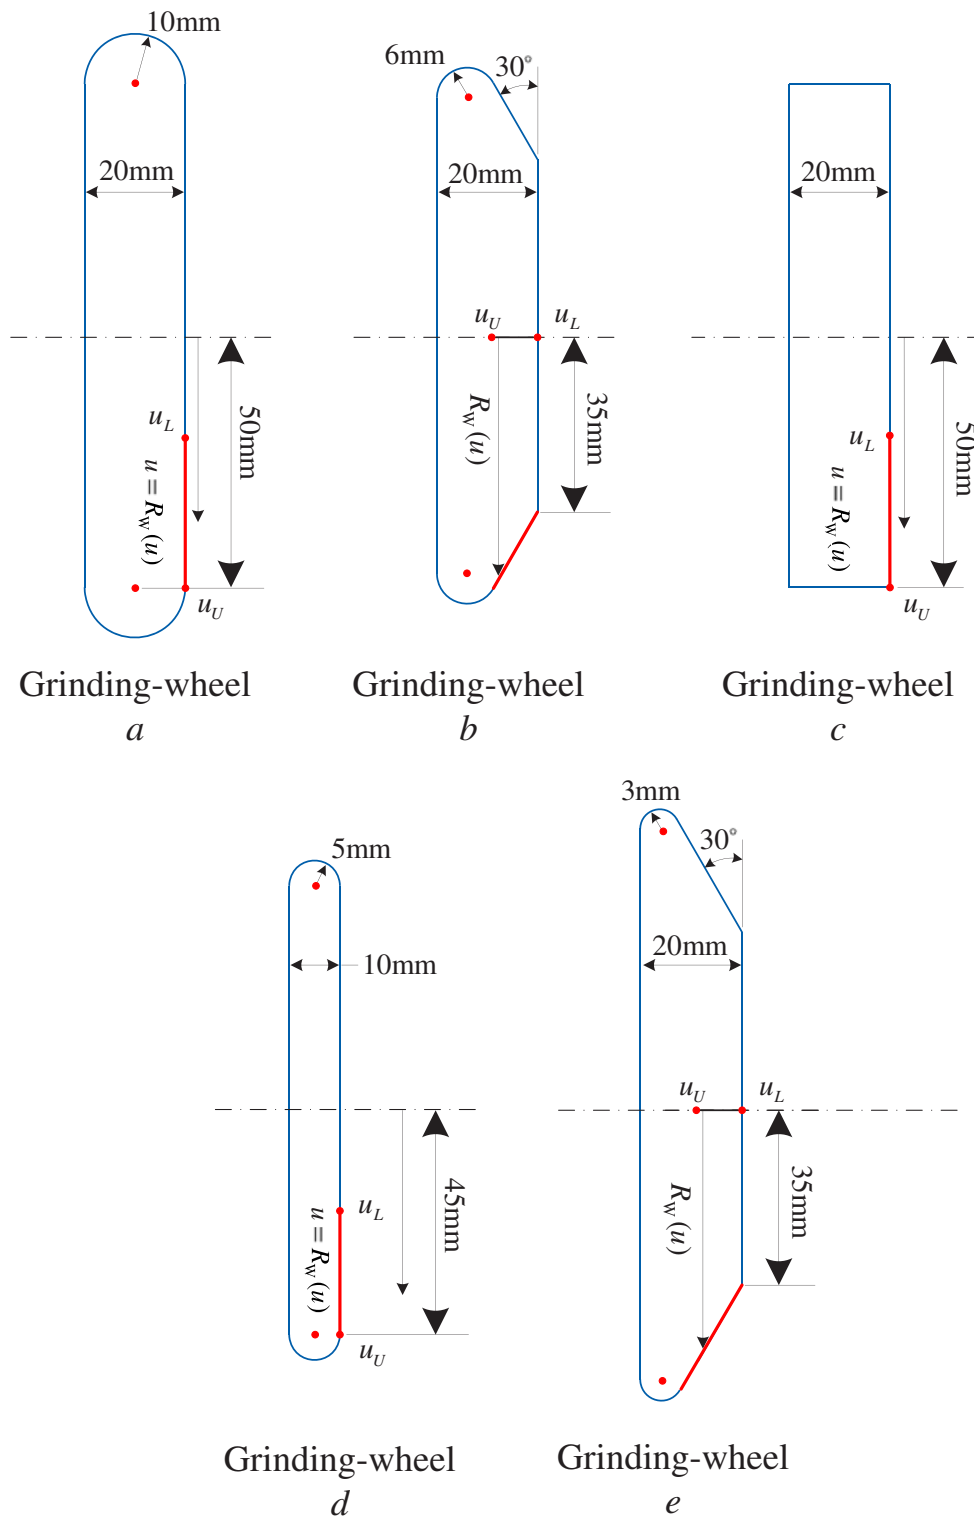 10mm
20mm
u_L
50mm
u = R_W(u)
u_U
Grinding-wheel
a
6mm
30°
20mm
u_U
u_L
R_W(u)
35mm
Grinding-wheel
b
20mm
u_L
50mm
u = R_W(u)
u_U
Grinding-wheel
c
5mm
10mm
u_L
45mm
u = R_W(u)
u_U
Grinding-wheel
d
3mm
30°
20mm
u_U
u_L
R_W(u)
35mm
Grinding-wheel
e